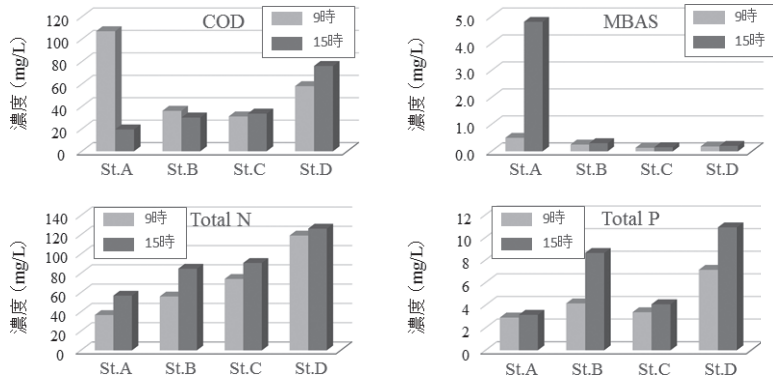 COD
9時
15時
濃度 (mg/L)
120
100
80
60
40
20
0
St.A St.B St.C St.D
MBAS
9時
15時
濃度 (mg/L)
5.0
4.0
3.0
2.0
1.0
0.0
St.A St.B St.C St.D
Total N
9時
15時
濃度 (mg/L)
140
120
100
80
60
40
20
0
St.A St.B St.C St.D
Total P
9時
15時
濃度 (mg/L)
12
10
8
6
4
2
0
St.A St.B St.C St.D